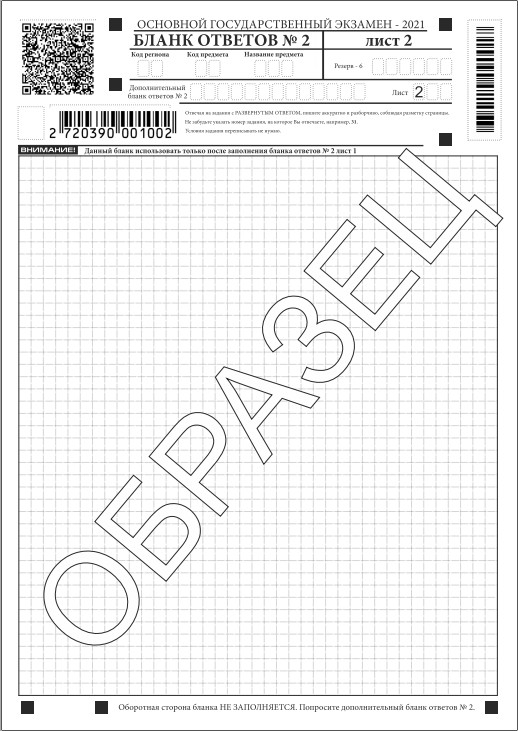 ОСНОВНОЙ ГОСУДАРСТВЕННЫЙ ЭКЗАМЕН - 2021
БЛАНК ОТВЕТОВ № 2
лист 2
Код региона
Код предмета
Название предмета
Резерв - 6
Дополнительный
бланк ответов № 2
Лист 2
2 720390 001002
Отвечая на задания с РАЗВЕРНУТЫМ ОТВЕТОМ, пишите аккуратно и разборчиво, соблюдая разметку страницы.
Не забудьте указать номер задания, на которое Вы отвечаете, например, 31.
Условия задания переписывать не нужно.
ВНИМАНИЕ!
Данный бланк использовать только после заполнения бланка ответов № 2 лист 1
ОБРАЗЕЦ
Оборотная сторона бланка НЕ ЗАПОЛНЯЕТСЯ. Попросите дополнительный бланк ответов № 2.